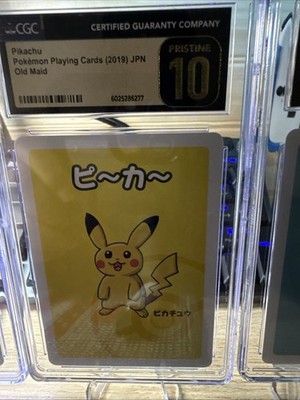 CGC
CERTIFIED GUARANTY COMPANY
Pikachu
Pokémon Playing Cards (2019) JPN
Old Maid
PRISTINE
10
6025286277
ピ〜カ〜
ピカチュウ